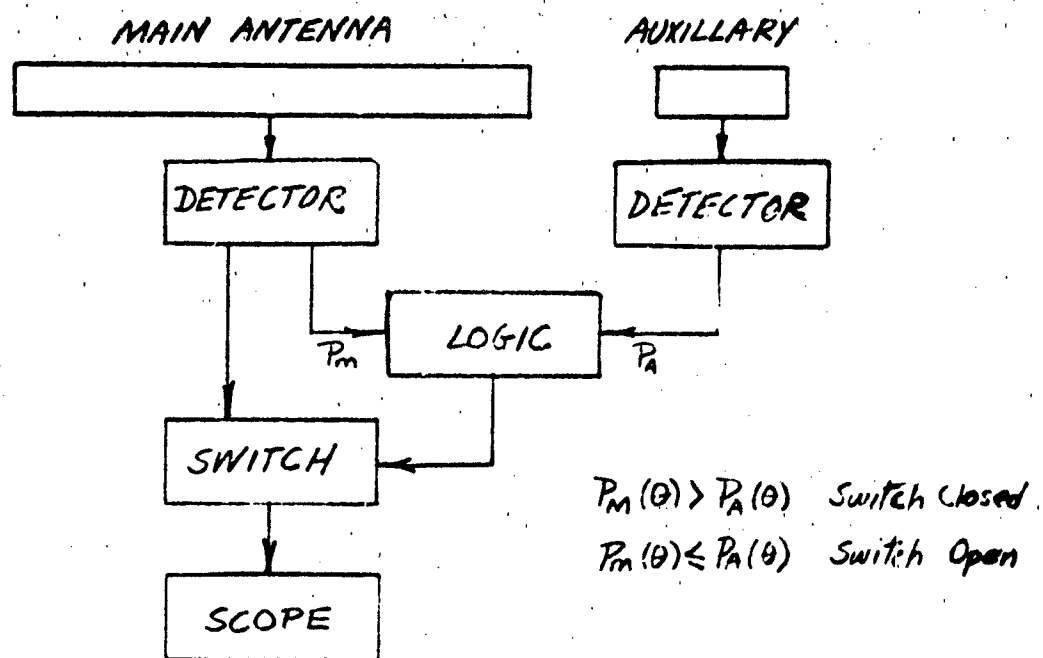 MAIN ANTENNA
AUXILLARY
DETECTOR
DETECTOR
LOGIC
Pm
PA
SWITCH
PM(θ) > PA(θ) Switch Closed.
Pm(θ) ≤ PA(θ) Switch Open
SCOPE